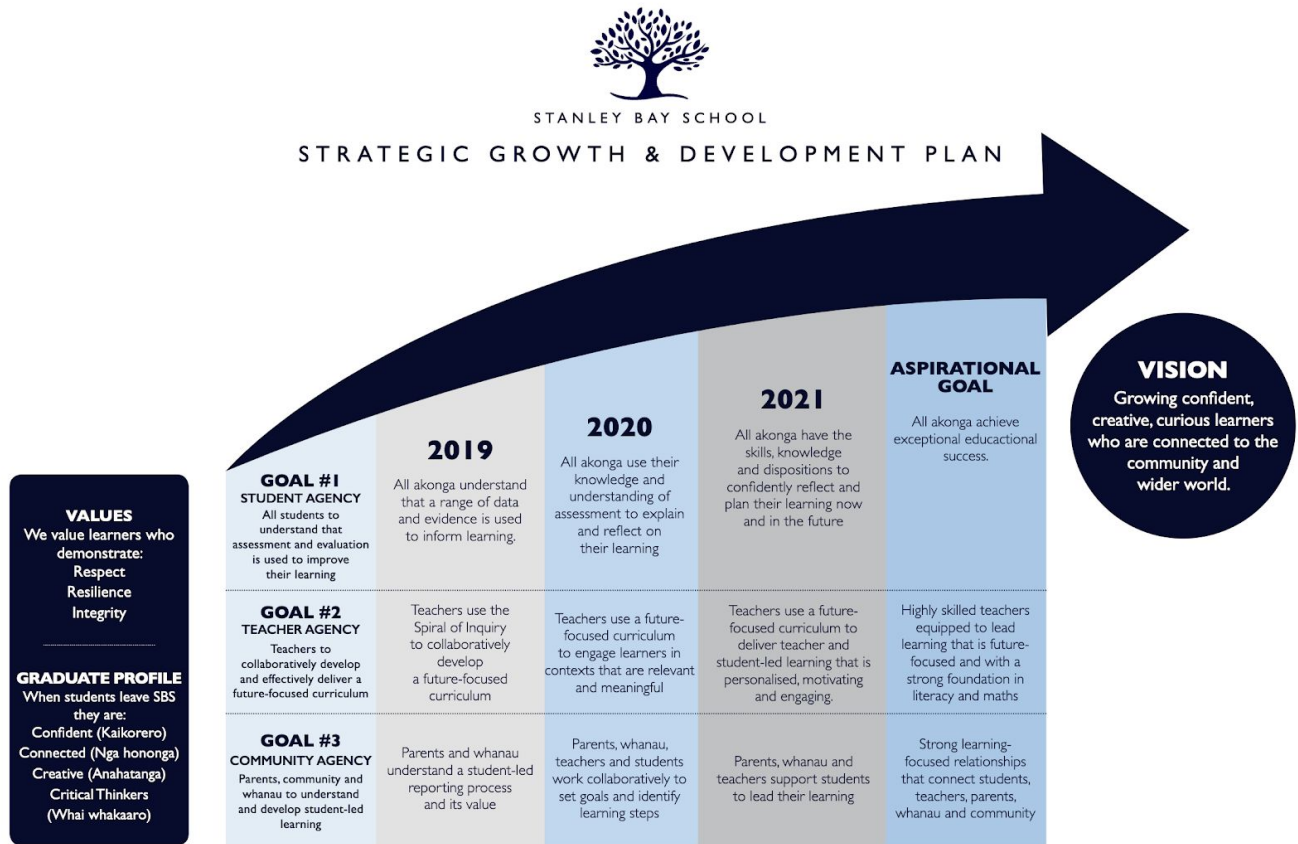 STANLEY BAY SCHOOL
STRATEGIC GROWTH & DEVELOPMENT PLAN
VALUES
We value learners who
demonstrate:
Respect
Resilience
Integrity
GRADUATE PROFILE
When students leave SBS
they are:
Confident (Kaikorero)
Connected (Nga hononga)
Creative (Anahatanga)
Critical Thinkers
(Whai whakaaro)
GOAL #1
STUDENT AGENCY
All students to
understand that
assessment and evaluation
is used to improve
their learning
2019
All akonga understand
that a range of data
and evidence is used
to inform learning.
2020
All akonga use their
knowledge and
understanding of
assessment to explain
and reflect on
their learning
2021
All akonga have the
skills, knowledge
and dispositions to
confidently reflect and
plan their learning now
and in the future
ASPIRATIONAL
GOAL
All akonga achieve
exceptional educactional
success.
GOAL #2
TEACHER AGENCY
Teachers to
collaboratively develop
and effectively deliver a
future-focused curriculum
Teachers use the
Spiral of Inquiry
to collaboratively
develop
a future-focused
curriculum
Teachers use a future-
focused curriculum
to engage learners in
contexts that are relevant
and meaningful
Teachers use a future-
focused curriculum to
deliver teacher and
student-led learning that is
personalised, motivating
and engaging.
Highly skilled teachers
equipped to lead
learning that is future-
focused and with a
strong foundation in
literacy and maths
GOAL #3
COMMUNITY AGENCY
Parents, community and
whanau to understand
and develop student-led
learning
Parents and whanau
understand a student-led
reporting process
and its value
Parents, whanau,
teachers and students
work collaboratively to
set goals and identify
learning steps
Parents, whanau and
teachers support students
to lead their learning
Strong learning-
focused relationships
that connect students,
teachers, parents,
whanau and community
VISION
Growing confident,
creative, curious learners
who are connected to the
community and
wider world.